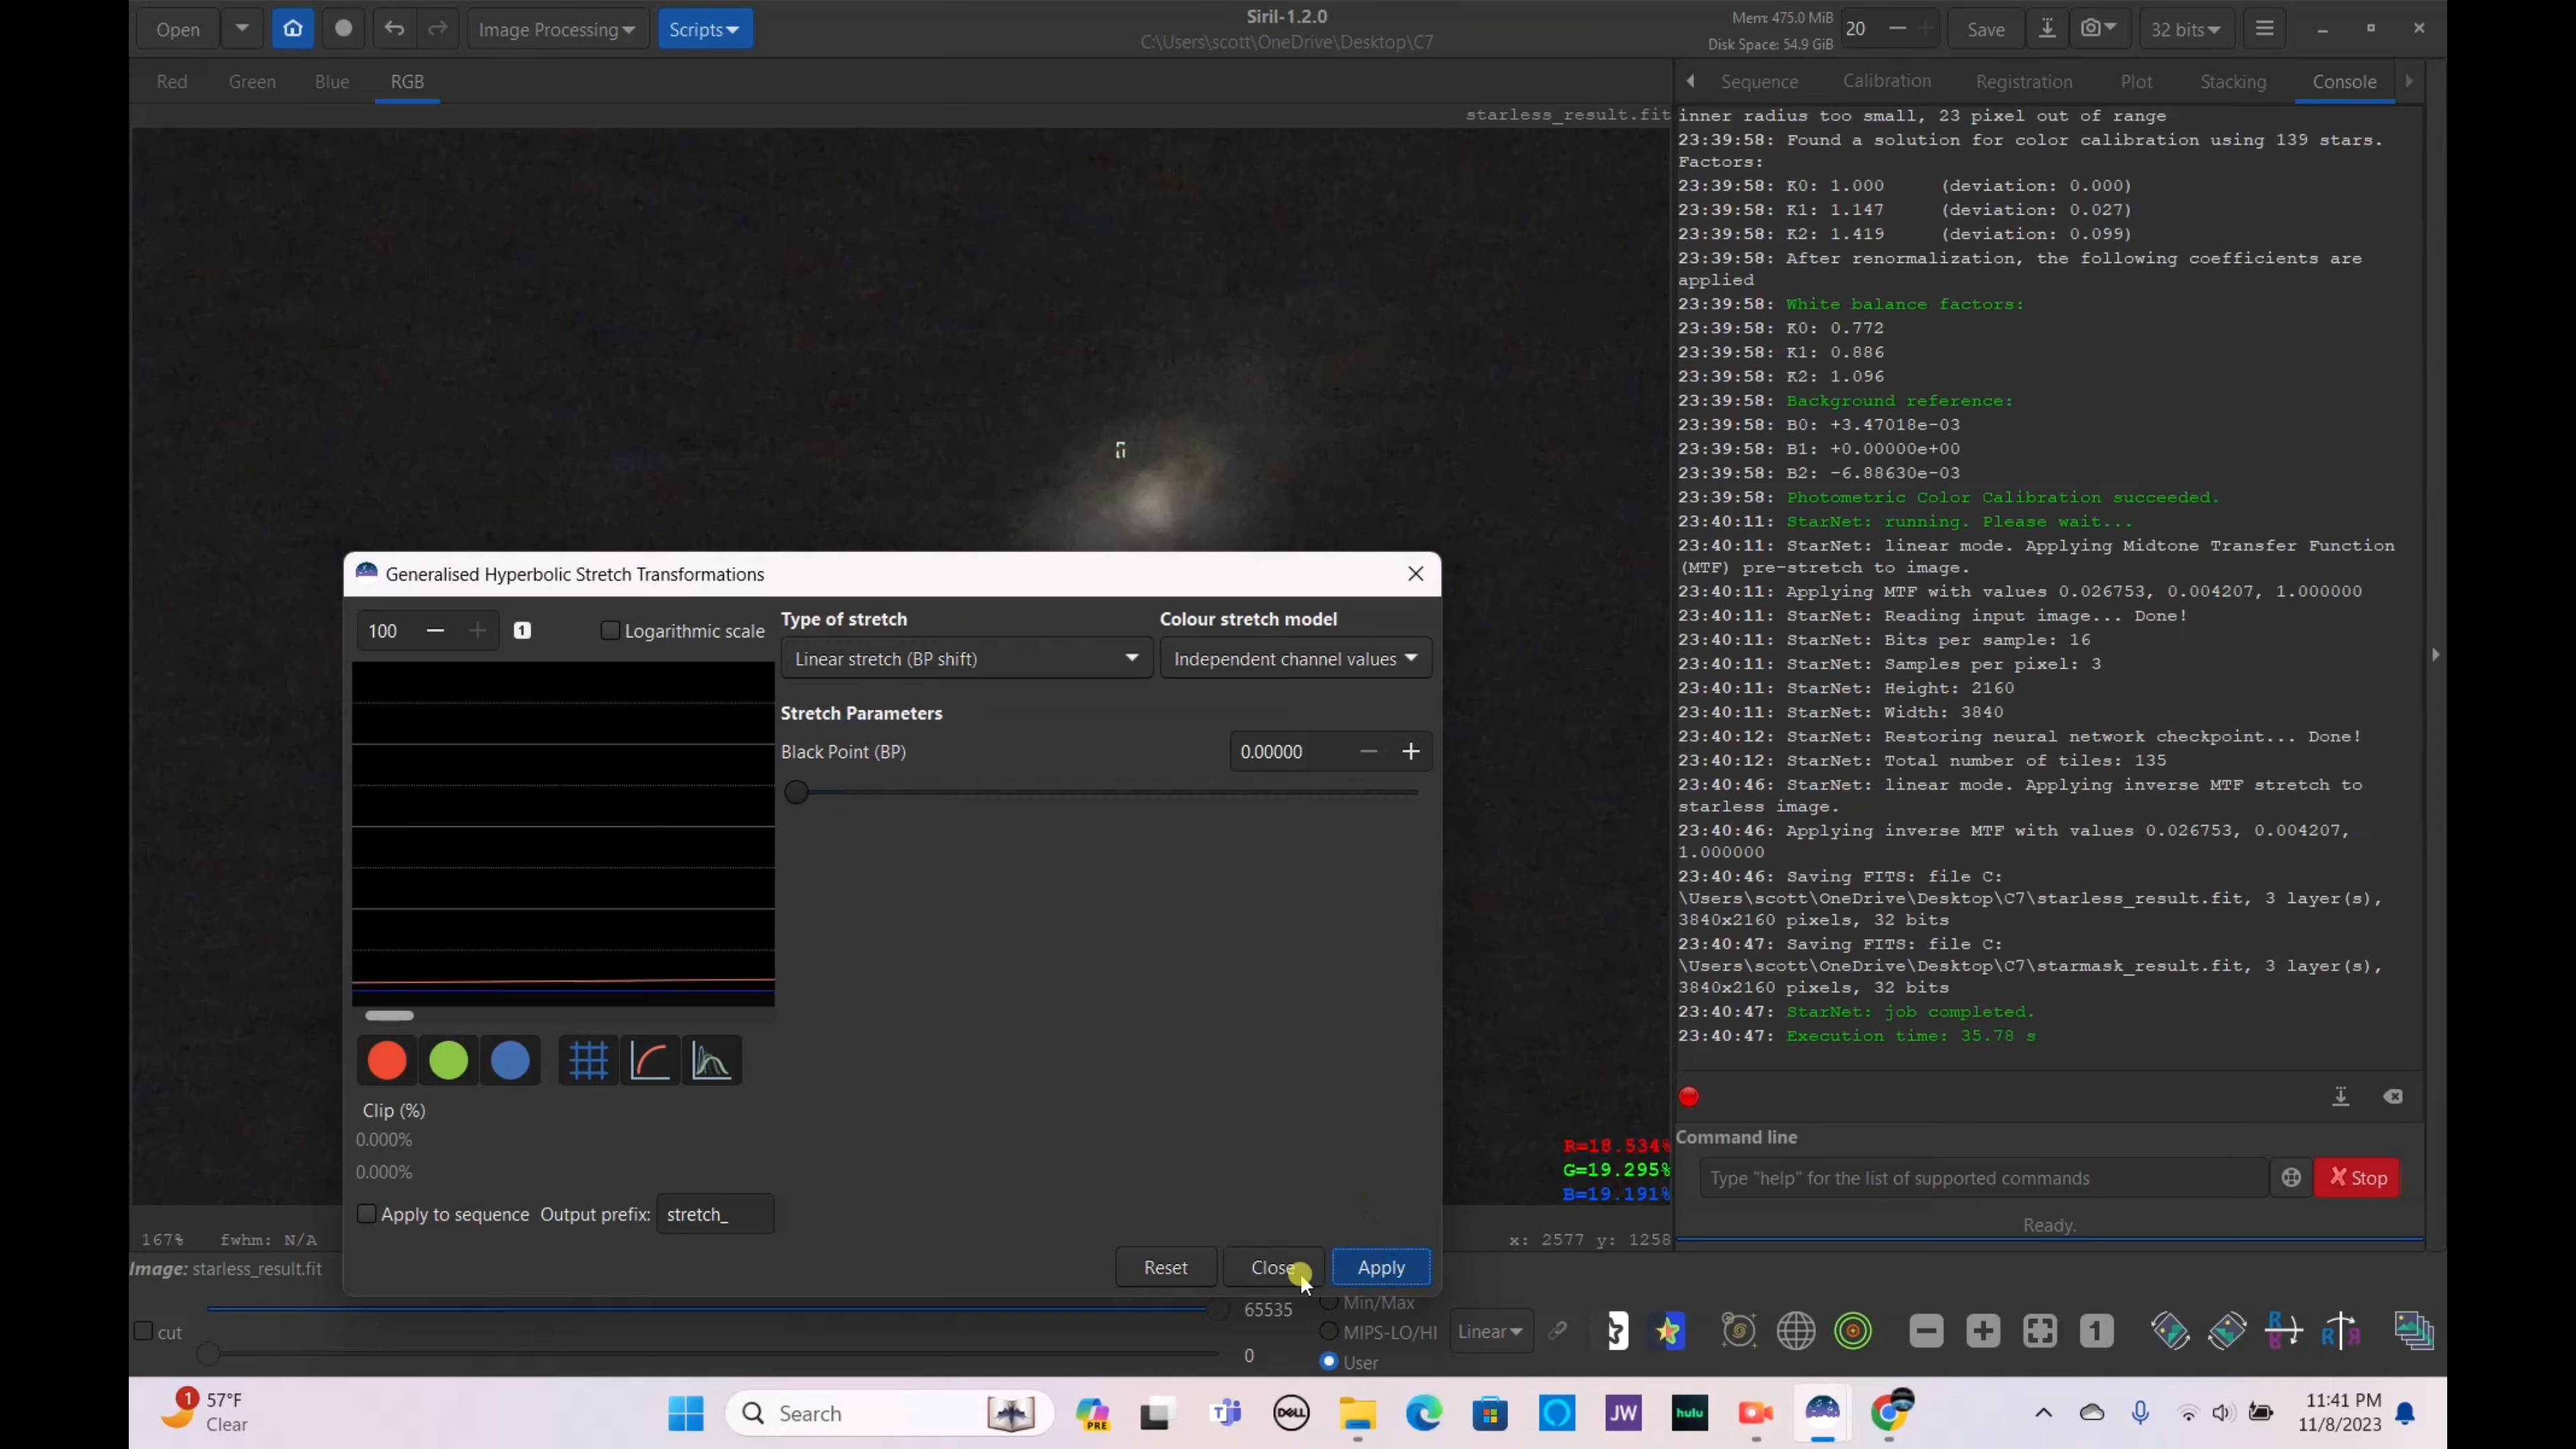 Open
Image Processing
Scripts
Siril-1.2.0
C:\Users\scott\OneDrive\Desktop\C7
Mem: 475.0 MiB
Disk Space: 54.9 GiB
20
Save
32 bits
Red
Green
Blue
RGB
Sequence
Calibration
Registration
Plot
Stacking
Console
starless_result.fit
inner radius too small, 23 pixel out of range
23:39:58: Found a solution for color calibration using 139 stars.
Factors:
23:39:58: K0: 1.000 (deviation: 0.000)
23:39:58: K1: 1.147 (deviation: 0.027)
23:39:58: K2: 1.419 (deviation: 0.099)
23:39:58: After renormalization, the following coefficients are
applied
23:39:58: White balance factors:
23:39:58: K0: 0.772
23:39:58: K1: 0.886
23:39:58: K2: 1.096
23:39:58: Background reference:
23:39:58: B0: +3.47018e-03
23:39:58: B1: +0.00000e+00
23:39:58: B2: -6.88630e-03
23:39:58: Photometric Color Calibration succeeded.
23:40:11: StarNet: running. Please wait...
23:40:11: StarNet: linear mode. Applying Midtone Transfer Function
(MTF) pre-stretch to image.
23:40:11: Applying MTF with values 0.026753, 0.004207, 1.000000
23:40:11: StarNet: Reading input image... Done!
23:40:11: StarNet: Bits per sample: 16
23:40:11: StarNet: Samples per pixel: 3
23:40:11: StarNet: Height: 2160
23:40:11: StarNet: Width: 3840
23:40:12: StarNet: Restoring neural network checkpoint... Done!
23:40:12: StarNet: Total number of tiles: 135
23:40:46: StarNet: linear mode. Applying inverse MTF stretch to
starless image.
23:40:46: Applying inverse MTF with values 0.026753, 0.004207,
1.000000
23:40:46: Saving FITS: file C:
\Users\scott\OneDrive\Desktop\C7\starless_result.fit, 3 layer(s),
3840x2160 pixels, 32 bits
23:40:47: Saving FITS: file C:
\Users\scott\OneDrive\Desktop\C7\starmask_result.fit, 3 layer(s),
3840x2160 pixels, 32 bits
23:40:47: StarNet: job completed.
23:40:47: Execution time: 35.78 s
Command line
Type "help" for the list of supported commands
Stop
Ready.
Generalised Hyperbolic Stretch Transformations
100
1
Logarithmic scale
Type of stretch
Colour stretch model
Linear stretch (BP shift)
Independent channel values
Stretch Parameters
Black Point (BP)
0.00000
Clip (%)
0.000%
0.000%
Apply to sequence
Output prefix:
stretch_
Reset
Close
Apply
R=18.534%
G=19.295%
B=19.191%
167%
fwhm: N/A
x: 2577 y: 1258
Image: starless_result.fit
cut
65535
0
Min/Max
MIPS-LO/HI
User
Linear
1
R
R
R
R
1
57°F
Clear
Search
PRE
T
DELL
JW
hulu
11:41 PM
11/8/2023